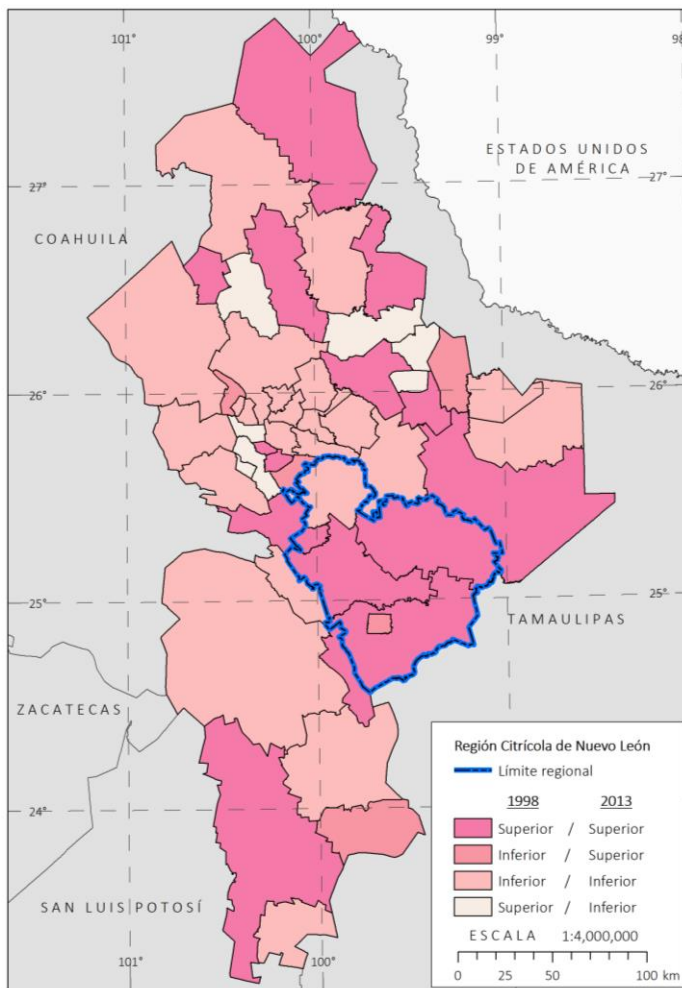 101°
100°
99°
98
ESTADOS UNIDOS
DE AMÉRICA
27°
27°
COAHUILA
26°
26°
25°
25°
TAMAULIPAS
ZACATECAS
24°
SAN LUIS POTOSÍ
101°
100°
Región Citrícola de Nuevo León
Límite regional
1998 2013
Superior / Superior
Inferior / Superior
Inferior / Inferior
Superior / Inferior
ESCALA 1:4,000,000
0 25 50 100 km